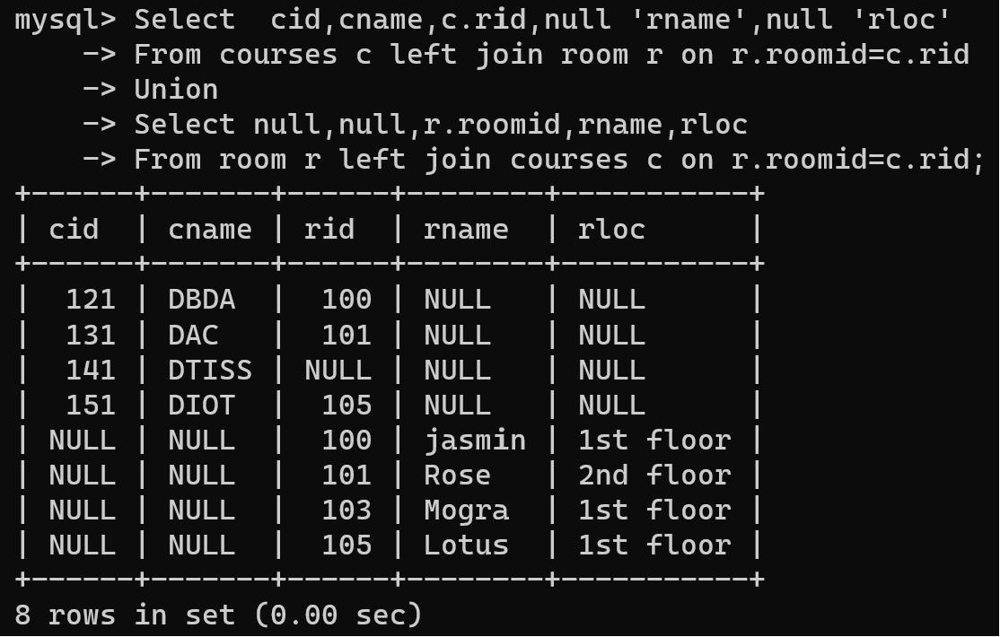 mysql> Select  cid,cname,c.rid,null 'rname',null 'rloc'
    -> From courses c left join room r on r.roomid=c.rid
    -> Union
    -> Select null,null,r.roomid,rname,rloc
    -> From room r left join courses c on r.roomid=c.rid;
+------+-------+------+--------+-----------+
| cid  | cname | rid  | rname  | rloc      |
+------+-------+------+--------+-----------+
|  121 | DBDA  |  100 | NULL   | NULL      |
|  131 | DAC   |  101 | NULL   | NULL      |
|  141 | DTISS | NULL | NULL   | NULL      |
|  151 | DIOT  |  105 | NULL   | NULL      |
| NULL | NULL  |  100 | jasmin | 1st floor |
| NULL | NULL  |  101 | Rose   | 2nd floor |
| NULL | NULL  |  103 | Mogra  | 1st floor |
| NULL | NULL  |  105 | Lotus  | 1st floor |
+------+-------+------+--------+-----------+
8 rows in set (0.00 sec)